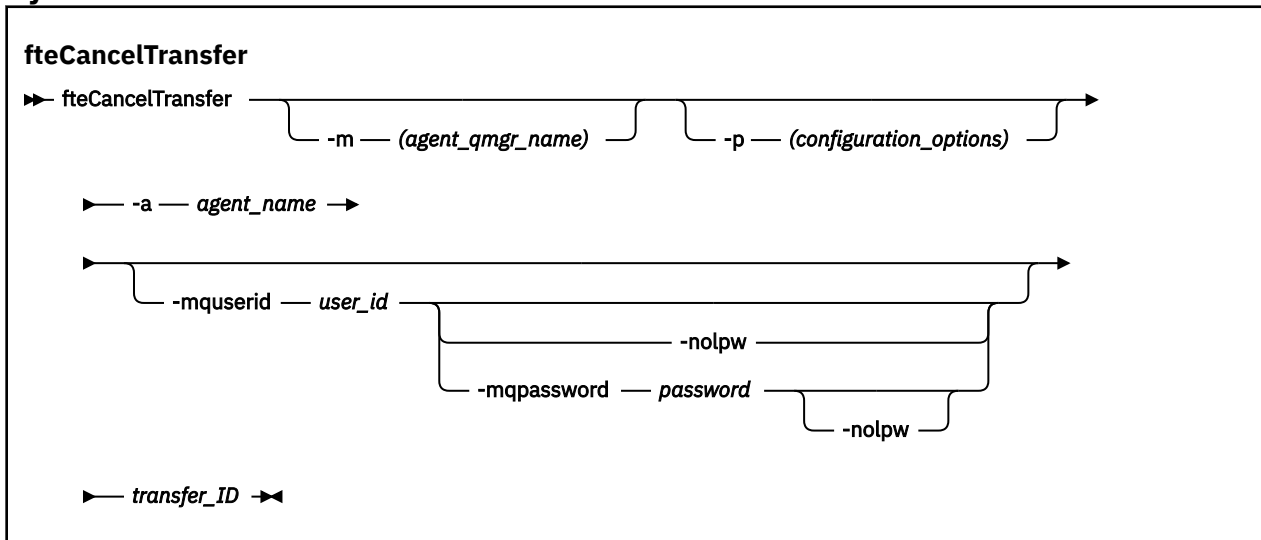 fteCancelTransfer
fteCancelTransfer
-m (agent_qmgr_name) -p (configuration_options)
-a agent_name
-mquserid user_id
-nolpw
-mqpassword password
-nolpw
transfer_ID